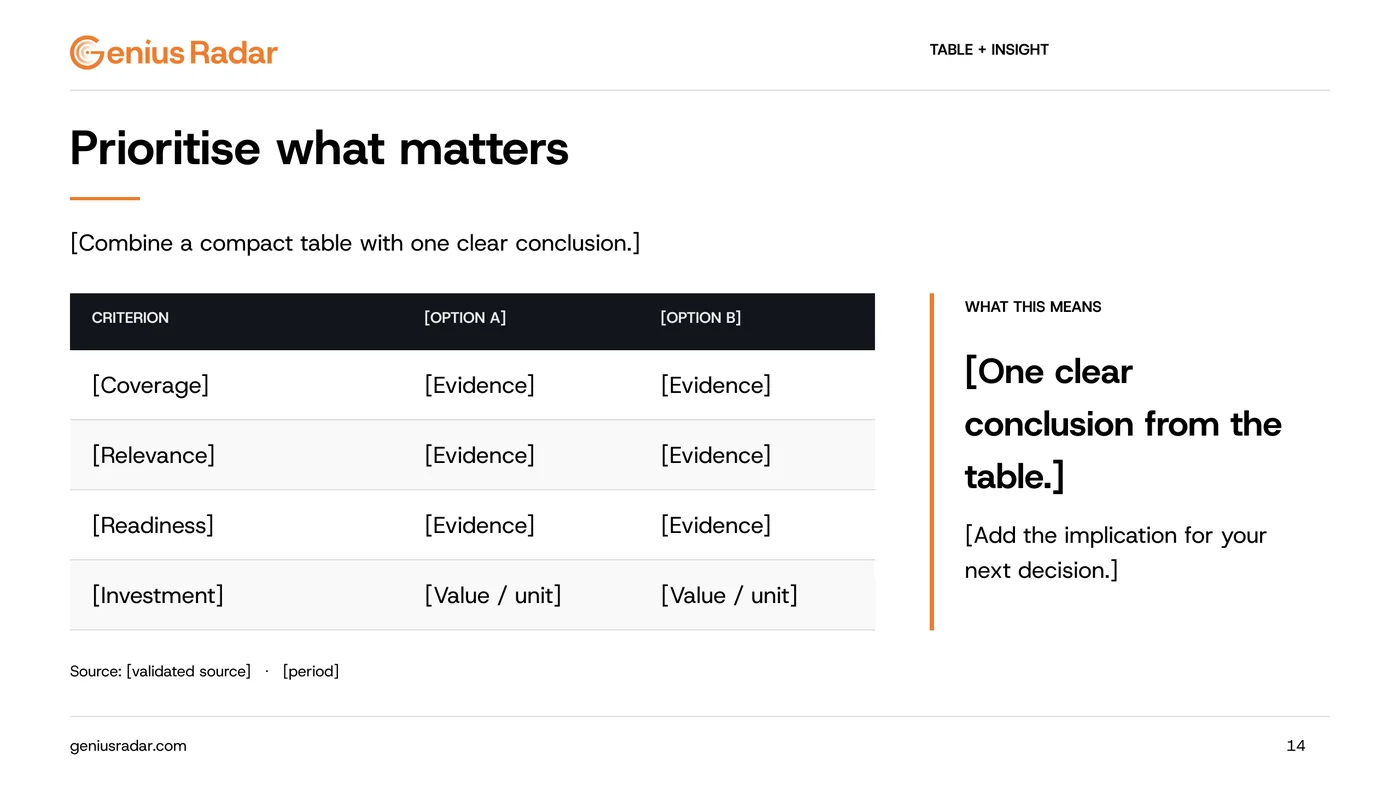 Genius Radar
TABLE + INSIGHT
Prioritise what matters
[Combine a compact table with one clear conclusion.]
CRITERION [OPTION A] [OPTION B]
[Coverage] [Evidence] [Evidence]
[Relevance] [Evidence] [Evidence]
[Readiness] [Evidence] [Evidence]
[Investment] [Value / unit] [Value / unit]
WHAT THIS MEANS
[One clear
conclusion from the
table.]
[Add the implication for your
next decision.]
Source: [validated source] · [period]
geniusradar.com
14